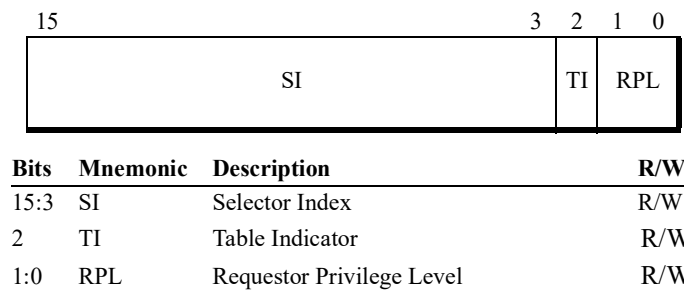 15 3 2 1 0
SI TI RPL
Bits Mnemonic Description R/W
15:3 SI Selector Index R/W
2 TI Table Indicator R/W
1:0 RPL Requestor Privilege Level R/W